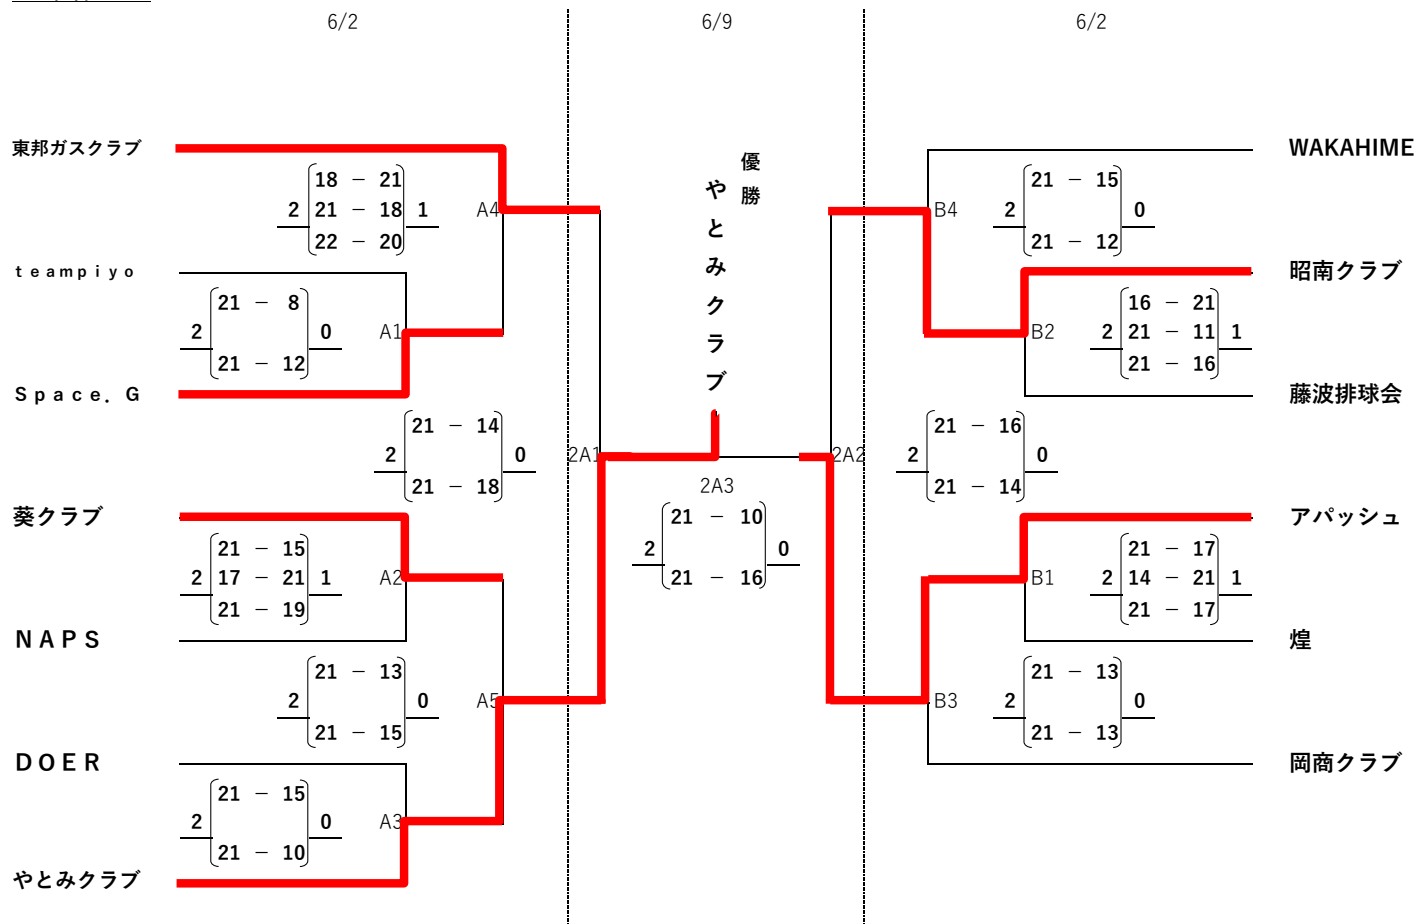 6/2
6/9
6/2
東邦ガスクラブ
18 － 21
2 21 － 18 1
22 － 20
A4
ｔｅａｍｐｉｙｏ
21 － 8
2 0
21 － 12
A1
Ｓｐａｃｅ．Ｇ
21 － 14
2 0
21 － 18
2A1
葵クラブ
21 － 15
2 17 － 21 1
21 － 19
A2
ＮＡＰＳ
21 － 13
2 0
21 － 15
A5
ＤＯＥＲ
21 － 15
2 0
21 － 10
A3
やとみクラブ
優勝
やとみクラブ
2A3
21 － 10
2 0
21 － 16
WAKAHIME
B4
21 － 15
2 0
21 － 12
昭南クラブ
B2
16 － 21
2 21 － 11 1
21 － 16
藤波排球会
2A2
21 － 16
2 0
21 － 14
アパッシュ
B1
21 － 17
2 14 － 21 1
21 － 17
煌
B3
21 － 13
2 0
21 － 13
岡商クラブ